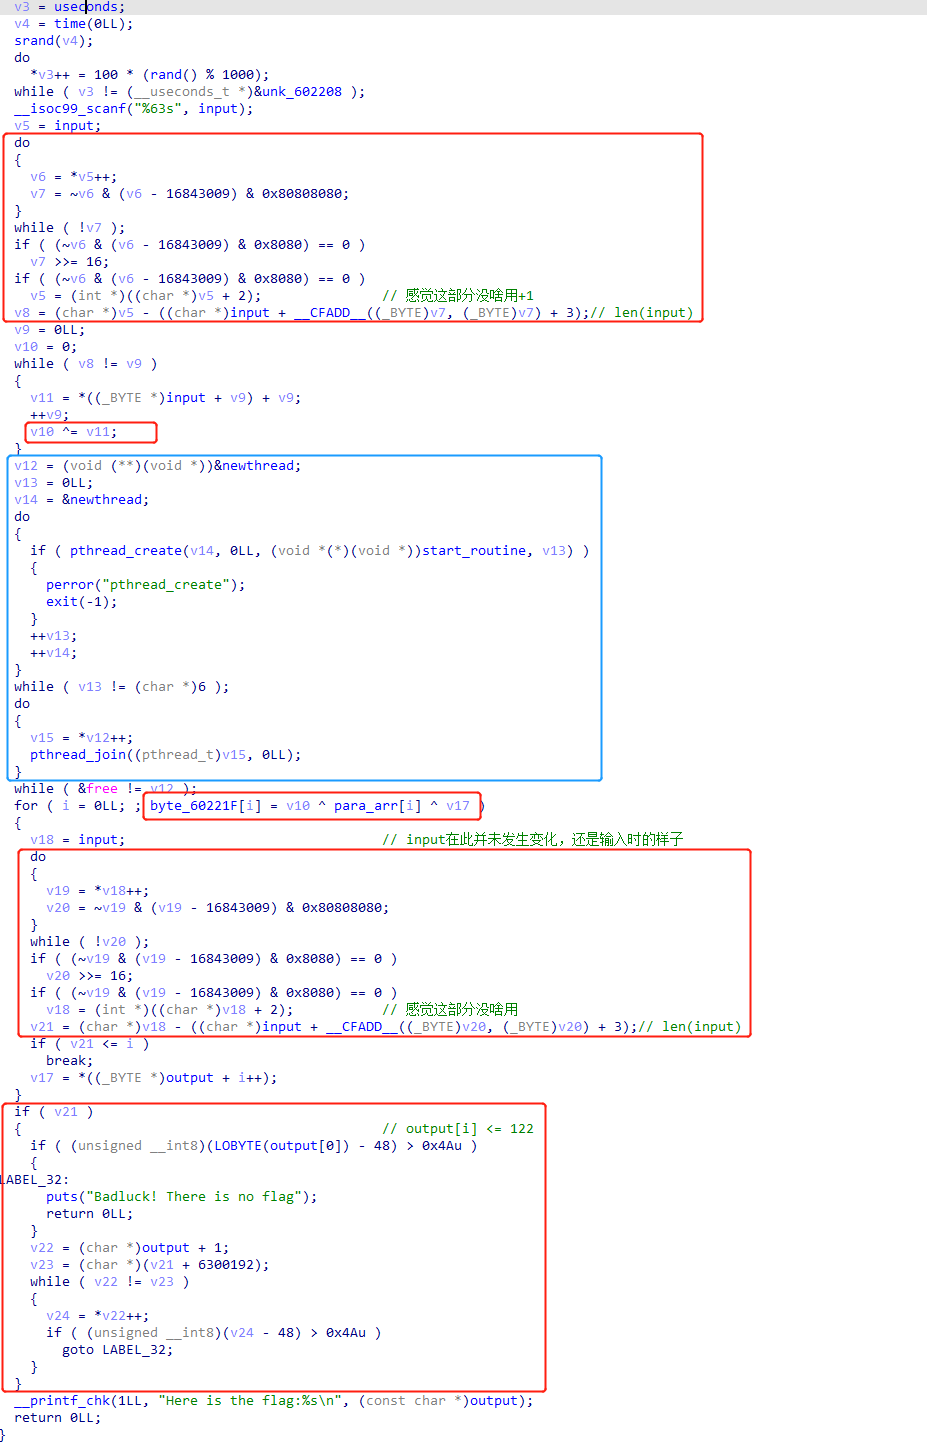 v3 = useconds;
v4 = time(0LL);
srand(v4);
do
*v3++ = 100 * (rand() % 1000);
while ( v3 != (__useconds_t *)&unk_602208 );
__isoc99_scanf("%63s", input);
v5 = input;
do
{
v6 = *v5++;
v7 = ~v6 & (v6 - 16843009) & 0x80808080;
}
while ( !v7 );
if ( (~v6 & (v6 - 16843009) & 0x8080) == 0 )
v7 >>= 16;
if ( (~v6 & (v6 - 16843009) & 0x8080) == 0 )
v5 = (int *)((char *)v5 + 2); // 感觉这部分没啥用+1
v8 = (char *)v5 - ((char *)input + __CFADD__((_BYTE)v7, (_BYTE)v7) + 3);// len(input)
v9 = 0LL;
v10 = 0;
while ( v8 != v9 )
{
v11 = *((_BYTE *)input + v9) + v9;
++v9;
v10 ^= v11;
}
v12 = (void (**)(void *))&newthread;
v13 = 0LL;
v14 = &newthread;
do
{
if ( pthread_create(v14, 0LL, (void *(*)(void *))start_routine, v13) )
{
perror("pthread_create");
exit(-1);
}
++v13;
++v14;
}
while ( v13 != (char *)6 );
do
{
v15 = *v12++;
pthread_join((pthread_t)v15, 0LL);
}
while ( &free != v12 );
for ( i = 0LL; ; byte_60221F[i] = v10 ^ para_arr[i] ^ v17 )
{
v18 = input; // input在此并未发生变化，还是输入时的样子
do
{
v19 = *v18++;
v20 = ~v19 & (v19 - 16843009) & 0x80808080;
}
while ( !v20 );
if ( (~v19 & (v19 - 16843009) & 0x8080) == 0 )
v20 >>= 16;
if ( (~v19 & (v19 - 16843009) & 0x8080) == 0 )
v18 = (int *)((char *)v18 + 2); // 感觉这部分没啥用
v21 = (char *)v18 - ((char *)input + __CFADD__((_BYTE)v20, (_BYTE)v20) + 3);// len(input)
if ( v21 <= i )
break;
v17 = *((_BYTE *)output + i++);
}
if ( v21 )
{ // output[i] <= 122
if ( (unsigned __int8)(LOBYTE(output[0]) - 48) > 0x4Au )
{
LABEL_32:
puts("Badluck! There is no flag");
return 0LL;
}
v22 = (char *)output + 1;
v23 = (char *)(v21 + 6300192);
while ( v22 != v23 )
{
v24 = *v22++;
if ( (unsigned __int8)(v24 - 48) > 0x4Au )
goto LABEL_32;
}
}
__printf_chk(1LL, "Here is the flag:%s\n", (const char *)output);
return 0LL;
}